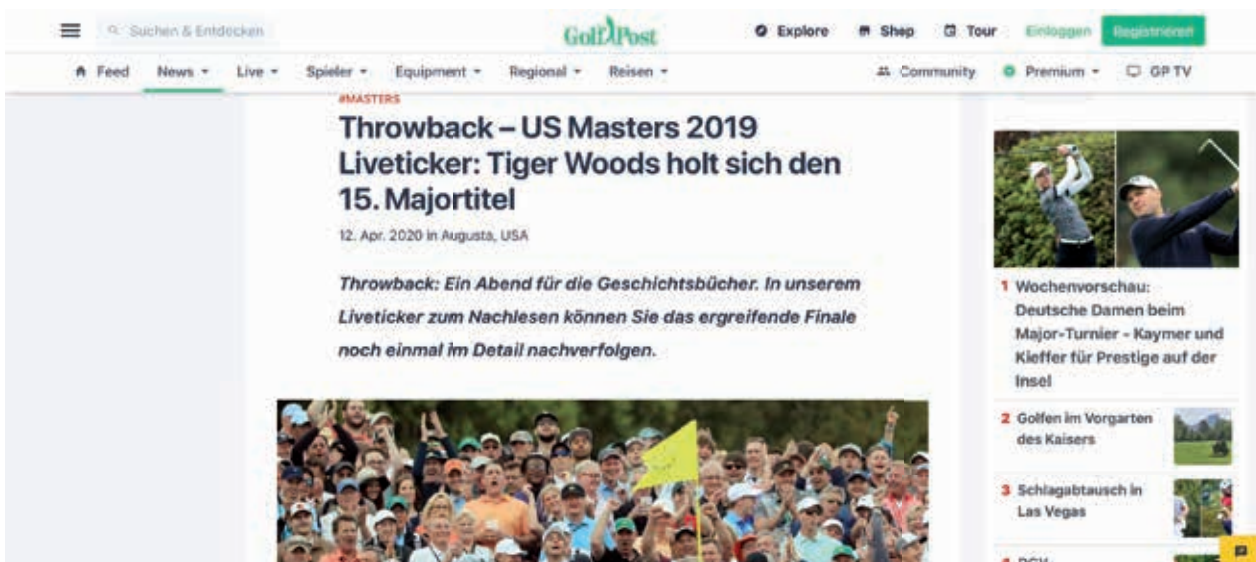 Suchen & Entdecken
Golf Post
Explore
Shop
Tour
Einloggen
Registrieren
Feed
News
Live
Spieler
Equipment
Regional
Reisen
Community
Premium
GP TV
#MASTERS
Throwback – US Masters 2019
Liveticker: Tiger Woods holt sich den
15. Majortitel
12. Apr. 2020 in Augusta, USA
Throwback: Ein Abend für die Geschichtsbücher. In unserem
Liveticker zum Nachlesen können Sie das ergreifende Finale
noch einmal im Detail nachverfolgen.
1 Wochenvorschau:
Deutsche Damen beim
Major-Turnier - Kaymer und
Kieffer für Prestige auf der
Insel
2 Golfen im Vorgarten
des Kaisers
3 Schlagabtausch in
Las Vegas